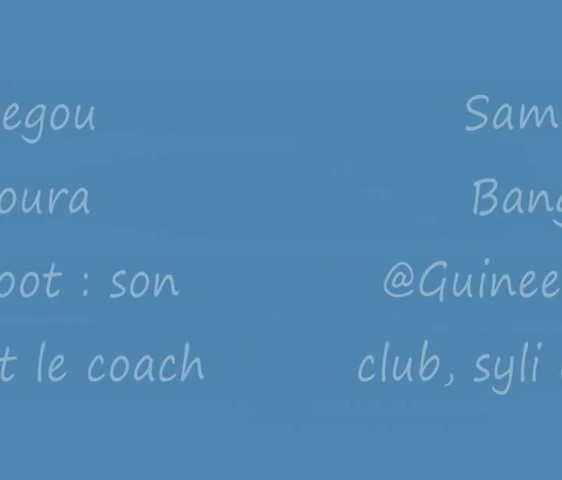 egou
oura
oot : son
t le coach
Sam
Bang
@Guinee
club, syli